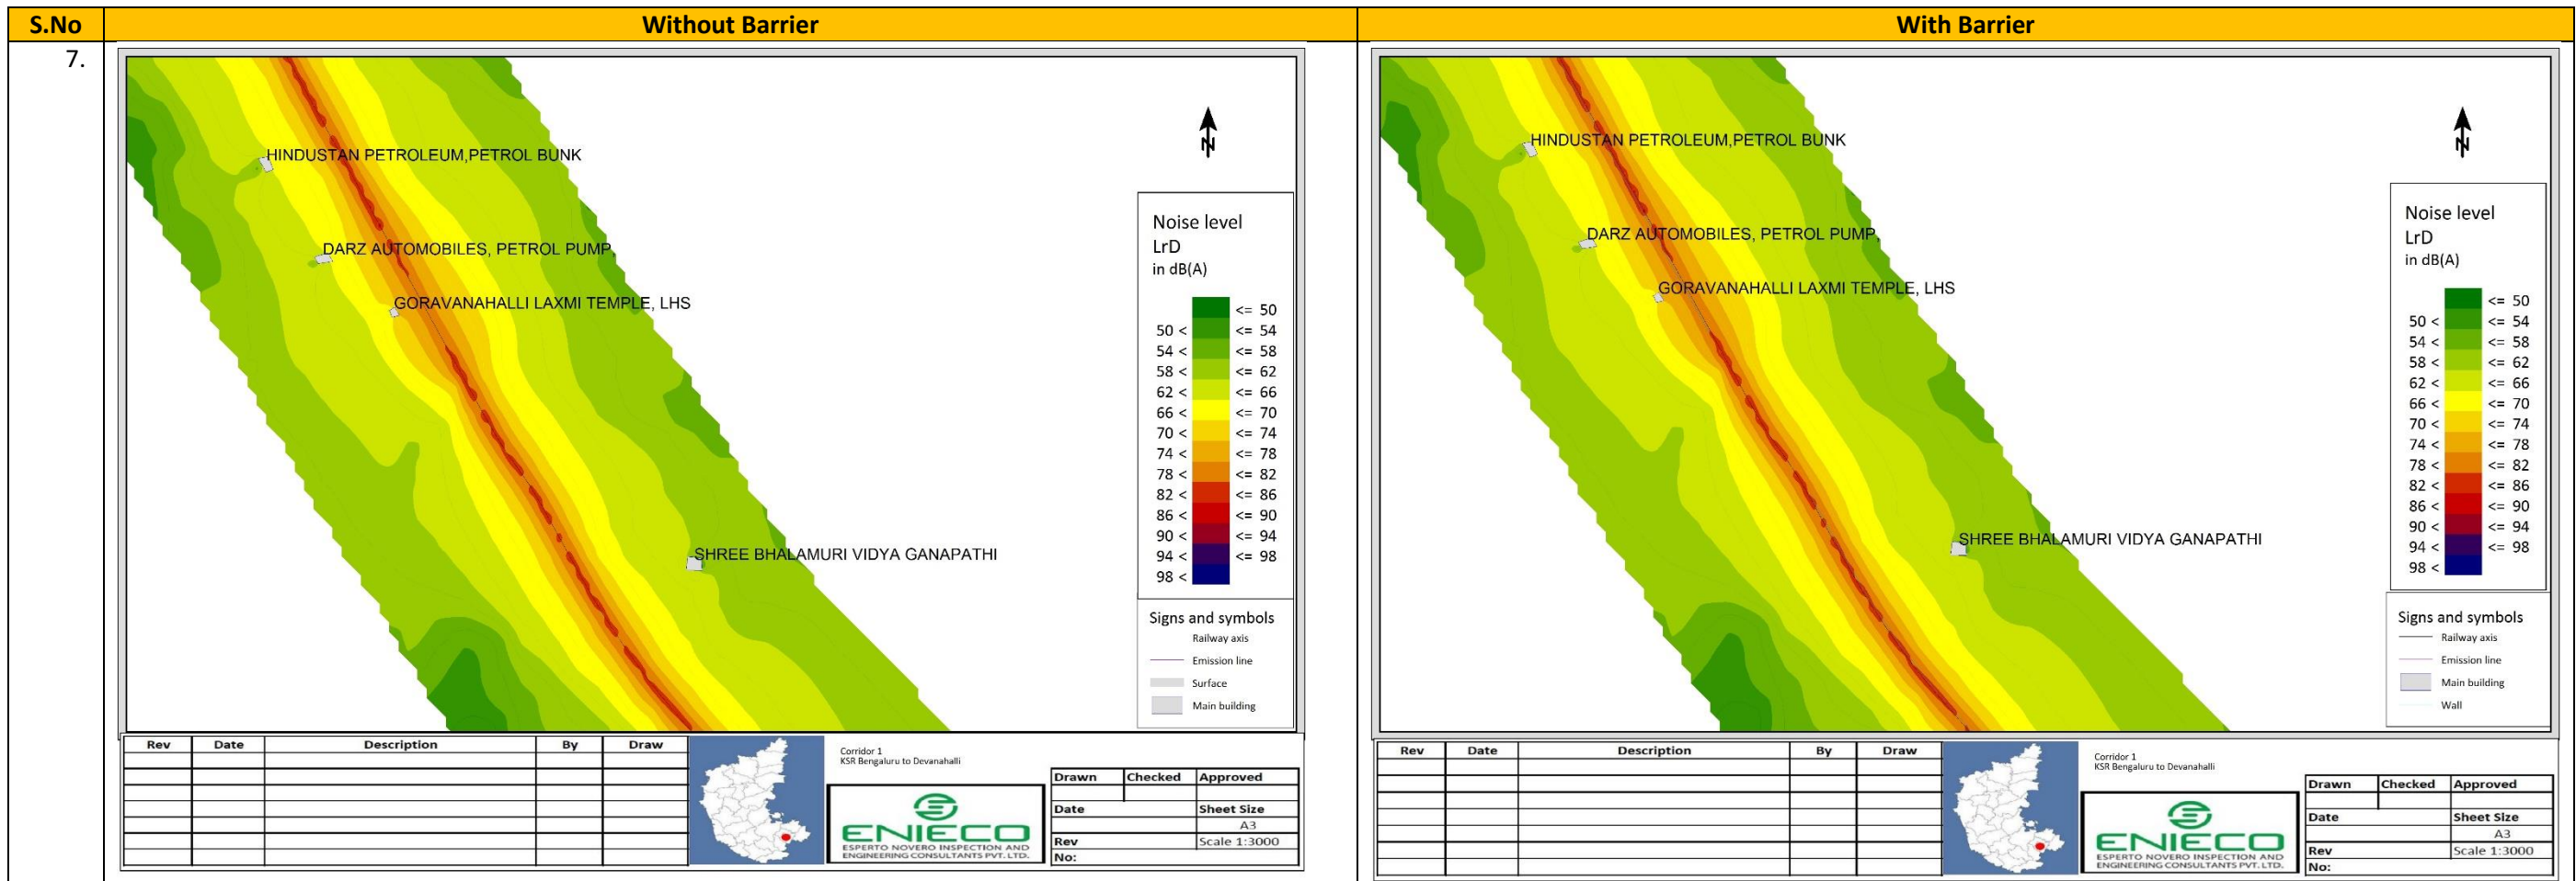 S.No Without Barrier With Barrier
7.
HINDUSTAN PETROLEUM,PETROL BUNK
DARZ AUTOMOBILES, PETROL PUMP,
GORAVANAHALLI LAXMI TEMPLE, LHS
SHREE BHALAMURI VIDYA GANAPATHI
N
Noise level
LrD
in dB(A)
<= 50
50 < <= 54
54 < <= 58
58 < <= 62
62 < <= 66
66 < <= 70
70 < <= 74
74 < <= 78
78 < <= 82
82 < <= 86
86 < <= 90
90 < <= 94
94 < <= 98
98 <
Signs and symbols
Railway axis
Emission line
Surface
Main building
Rev Date Description By Draw
Corridor 1
KSR Bengaluru to Devanahalli
ENIECO
ESPERTO NOVERO INSPECTION AND
ENGINEERING CONSULTANTS PVT. LTD.
Drawn Checked Approved
Date Sheet Size
A3
Rev Scale 1:3000
No:
HINDUSTAN PETROLEUM,PETROL BUNK
DARZ AUTOMOBILES, PETROL PUMP,
GORAVANAHALLI LAXMI TEMPLE, LHS
SHREE BHALAMURI VIDYA GANAPATHI
N
Noise level
LrD
in dB(A)
<= 50
50 < <= 54
54 < <= 58
58 < <= 62
62 < <= 66
66 < <= 70
70 < <= 74
74 < <= 78
78 < <= 82
82 < <= 86
86 < <= 90
90 < <= 94
94 < <= 98
98 <
Signs and symbols
Railway axis
Emission line
Main building
Wall
Rev Date Description By Draw
Corridor 1
KSR Bengaluru to Devanahalli
ENIECO
ESPERTO NOVERO INSPECTION AND
ENGINEERING CONSULTANTS PVT. LTD.
Drawn Checked Approved
Date Sheet Size
A3
Rev Scale 1:3000
No: